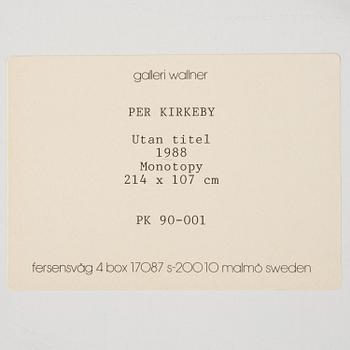 galleri wallner
PER KIRKEBY
Utan titel
1988
Monotopy
214 x 107 cm
PK 90-001
fersensväg 4 box 17087 s-200 10 malmö sweden